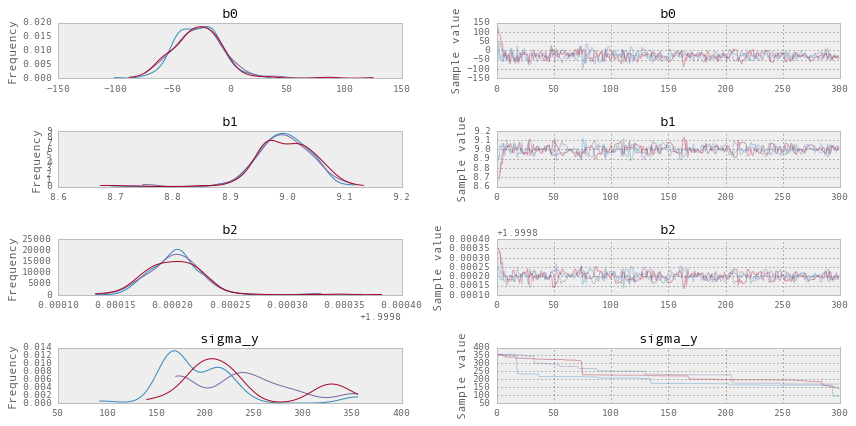 b0
Frequency
0.020
0.015
0.010
0.005
0.000
−150 −100 −50 0 50 100 150
b0
Sample value
150
100
50
0
−50
−100
−150
0 50 100 150 200 250 300
b1
Frequency
9
8
7
6
5
4
3
2
1
0
8.6 8.7 8.8 8.9 9.0 9.1 9.2
b1
Sample value
9.2
9.1
9.0
8.9
8.8
8.7
8.6
0 50 100 150 200 250 300
b2
Frequency
25000
20000
15000
10000
5000
0
0.00010 0.00015 0.00020 0.00025 0.00030 0.00035 0.00040
+1.9998
b2
+1.9998
Sample value
0.00040
0.00035
0.00030
0.00025
0.00020
0.00015
0.00010
0 50 100 150 200 250 300
sigma_y
Frequency
0.014
0.012
0.010
0.008
0.006
0.004
0.002
0.000
50 100 150 200 250 300 350 400
sigma_y
Sample value
400
350
300
250
200
150
100
50
0 50 100 150 200 250 300